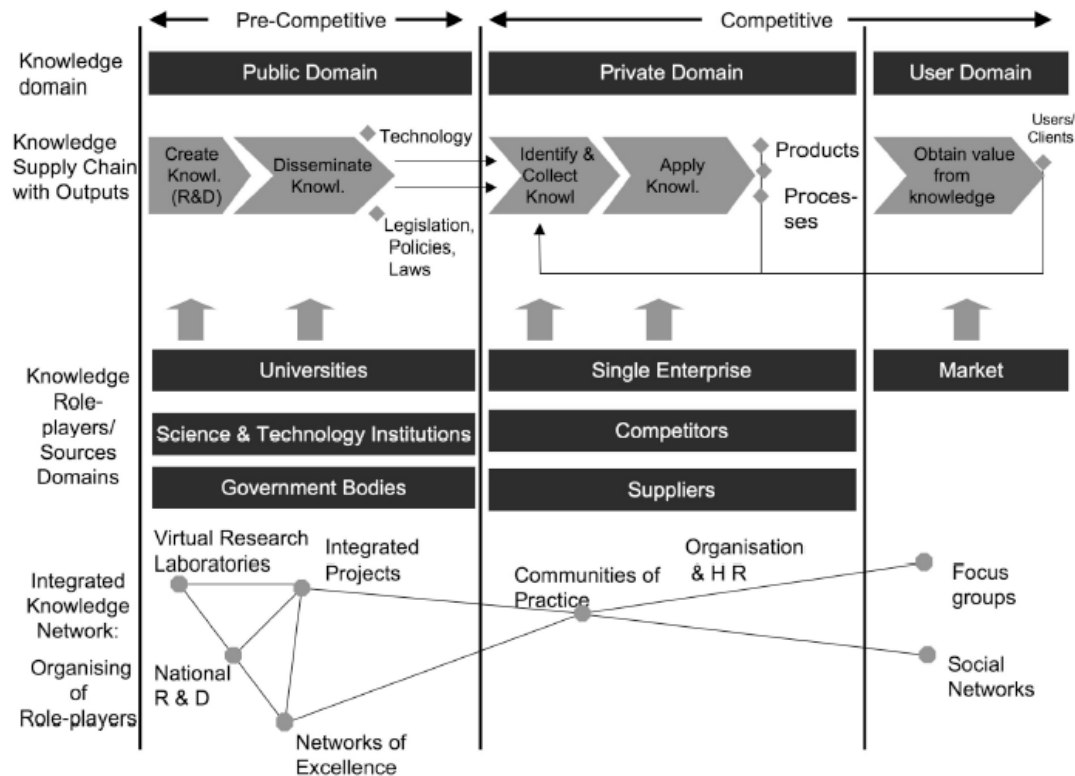 Pre-Competitive
Competitive
Knowledge
domain
Public Domain
Private Domain
User Domain
Knowledge
Supply Chain
with Outputs
Create
Knowl.
(R&D)
Disseminate
Knowl.
Technology
Legislation,
Policies,
Laws
Identify &
Collect
Knowl
Apply
Knowl.
Products
Proces-
ses
Obtain value
from
knowledge
Users/
Clients
Knowledge
Role-
players/
Sources
Domains
Universities
Single Enterprise
Market
Science & Technology Institutions
Competitors
Government Bodies
Suppliers
Integrated
Knowledge
Network:
Organising of
Role-players
Virtual Research
Laboratories
Integrated
Projects
National
R & D
Networks of
Excellence
Communities of
Practice
Organisation
& H R
Focus
groups
Social
Networks